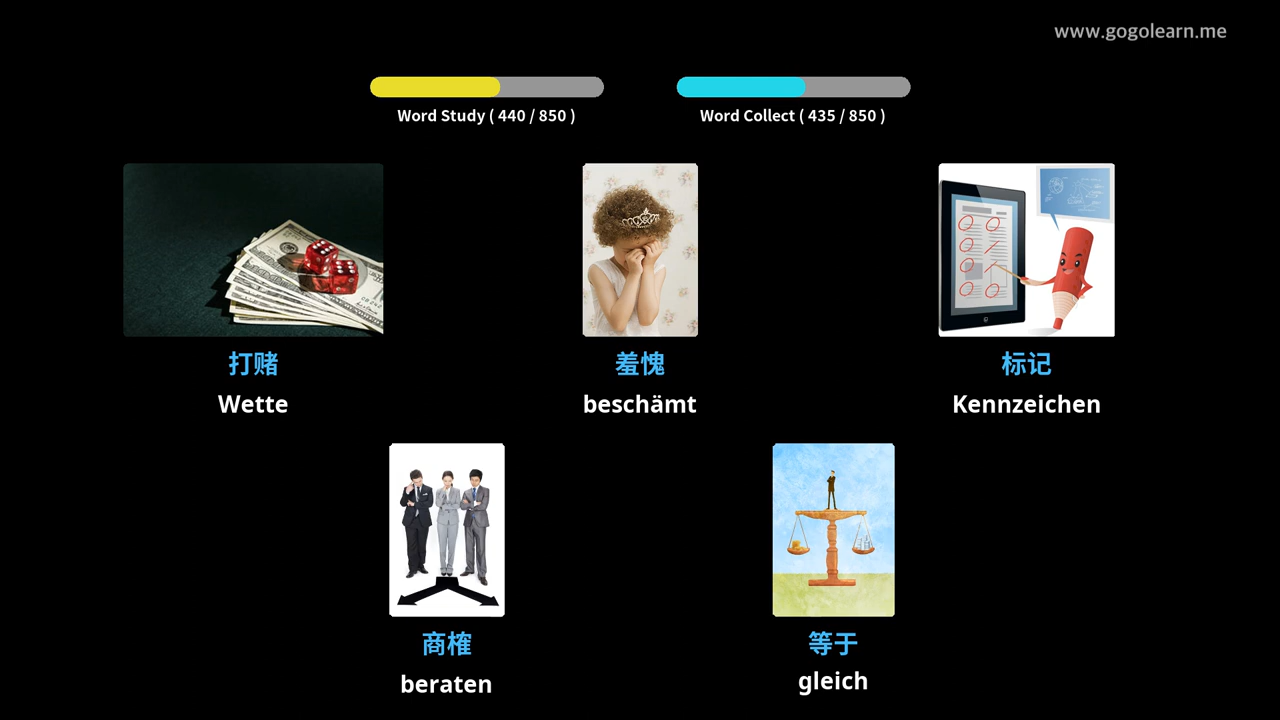 www.gogolearn.me
Word Study ( 440 / 850 )
Word Collect ( 435 / 850 )
打赌
Wette
羞愧
beschämt
标记
Kennzeichen
商榷
beraten
等于
gleich